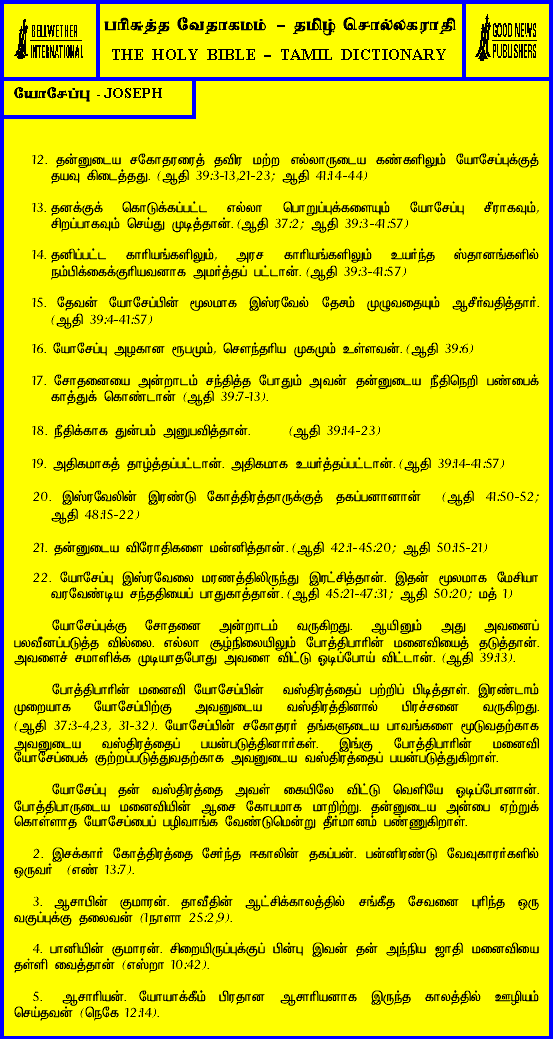 BELLWETHER
INTERNATIONAL
பரிசுத்த வேதாகமம் – தமிழ் சொல்லகராதி
THE HOLY BIBLE – TAMIL DICTIONARY
GOOD NEWS
PUBLISHERS
யோசேப்பு - JOSEPH
12. தன்னுடைய சகோதரரைத் தவிர மற்ற எல்லாருடைய கண்களிலும் யோசேப்புக்குத்
தயவு கிடைத்தது. (ஆதி 39:3-13,21-23; ஆதி 41:14-44)
13. தனக்குக் கொடுக்கப்பட்ட எல்லா பொறுப்புக்களையும் யோசேப்பு சீராகவும்,
சிறப்பாகவும் செய்து முடித்தான். (ஆதி 37:2; ஆதி 39:3-41:57)
14. தனிப்பட்ட காரியங்களிலும், அரச காரியங்களிலும் உயர்ந்த ஸ்தானங்களில்
நம்பிக்கைக்குரியவனாக அமர்த்தப் பட்டான். (ஆதி 39:3-41:57)
15. தேவன் யோசேப்பின் மூலமாக இஸ்ரவேல் தேசம் முழுவதையும் ஆசீர்வதித்தார்.
(ஆதி 39:4-41:57)
16. யோசேப்பு அழகான ரூபமும், சௌந்தரிய முகமும் உள்ளவன். (ஆதி 39:6)
17. சோதனையை அன்றாடம் சந்தித்த போதும் அவன் தன்னுடைய நீதிநெறி பண்பைக்
காத்துக் கொண்டான் (ஆதி 39:7-13).
18. நீதிக்காக துன்பம் அனுபவித்தான். (ஆதி 39:14-23)
19. அதிகமாகத் தாழ்த்தப்பட்டான். அதிகமாக உயர்த்தப்பட்டான். (ஆதி 39:14-41:57)
20. இஸ்ரவேலின் இரண்டு கோத்திரத்தாருக்குத் தகப்பனானான் (ஆதி 41:50-52;
ஆதி 48:15-22)
21. தன்னுடைய விரோதிகளை மன்னித்தான். (ஆதி 42:1-45:20; ஆதி 50:15-21)
22. யோசேப்பு இஸ்ரவேலை மரணத்திலிருந்து இரட்சித்தான். இதன் மூலமாக மேசியா
வரவேண்டிய சந்ததியைப் பாதுகாத்தான். (ஆதி 45:21-47:31; ஆதி 50:20; மத் 1)
யோசேப்புக்கு சோதனை அன்றாடம் வருகிறது. ஆயினும் அது அவனைப்
பலவீனப்படுத்த வில்லை. எல்லா சூழ்நிலையிலும் போத்திபாரின் மனைவியைத் தடுத்தான்.
அவளைச் சமாளிக்க முடியாதபோது அவளை விட்டு ஓடிப்போய் விட்டான். (ஆதி 39:13).
போத்திபாரின் மனைவி யோசேப்பின் வஸ்திரத்தைப் பற்றிப் பிடித்தாள். இரண்டாம்
முறையாக யோசேப்பிற்கு அவனுடைய வஸ்திரத்தினால் பிரச்சனை வருகிறது.
(ஆதி 37:3-4,23, 31-32). யோசேப்பின் சகோதரர் தங்களுடைய பாவங்களை மூடுவதற்காக
அவனுடைய வஸ்திரத்தைப் பயன்படுத்தினார்கள். இங்கு போத்திபாரின் மனைவி
யோசேப்பைக் குற்றப்படுத்துவதற்காக அவனுடைய வஸ்திரத்தைப் பயன்படுத்துகிறாள்.
யோசேப்பு தன் வஸ்திரத்தை அவள் கையிலே விட்டு வெளியே ஓடிப்போனான்.
போத்திபாருடைய மனைவியின் ஆசை கோபமாக மாறிற்று. தன்னுடைய அன்பை ஏற்றுக்
கொள்ளாத யோசேப்பைப் பழிவாங்க வேண்டுமென்று தீர்மானம் பண்ணுகிறாள்.
2. இசக்கார் கோத்திரத்தை சேர்ந்த ஈகாலின் தகப்பன். பன்னிரண்டு வேவுகாரர்களில்
ஒருவர் (எண் 13:7).
3. ஆசாபின் குமாரன். தாவீதின் ஆட்சிக்காலத்தில் சங்கீத சேவனை புரிந்த ஒரு
வகுப்புக்கு தலைவன் (1நாளா 25:2,9).
4. பானியின் குமாரன். சிறையிருப்புக்குப் பின்பு இவன் தன் அந்நிய ஜாதி மனைவியை
தள்ளி வைத்தான் (எஸ்றா 10:42).
5. ஆசாரியன். யோயாக்கீம் பிரதான ஆசாரியனாக இருந்த காலத்தில் ஊழியம்
செய்தவன் (நெகே 12:14).